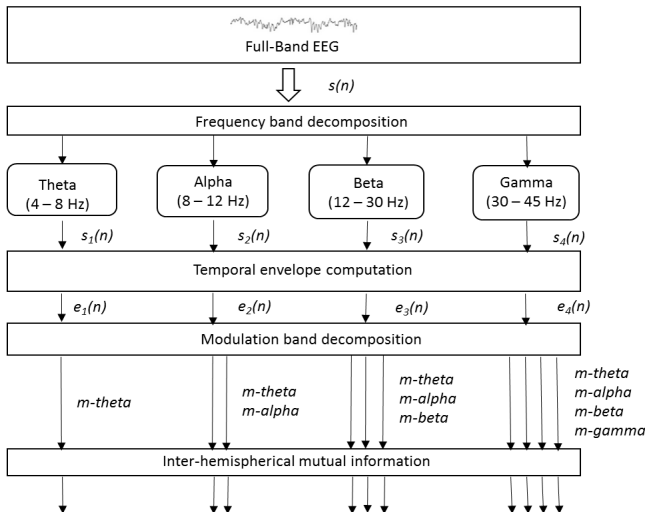 Full-Band EEG
s(n)
Frequency band decomposition
Theta
(4 – 8 Hz)
Alpha
(8 – 12 Hz)
Beta
(12 – 30 Hz)
Gamma
(30 – 45 Hz)
s1(n)
s2(n)
s3(n)
s4(n)
Temporal envelope computation
e1(n)
e2(n)
e3(n)
e4(n)
Modulation band decomposition
m-theta
m-theta
m-alpha
m-theta
m-alpha
m-beta
m-theta
m-alpha
m-beta
m-gamma
Inter-hemispherical mutual information